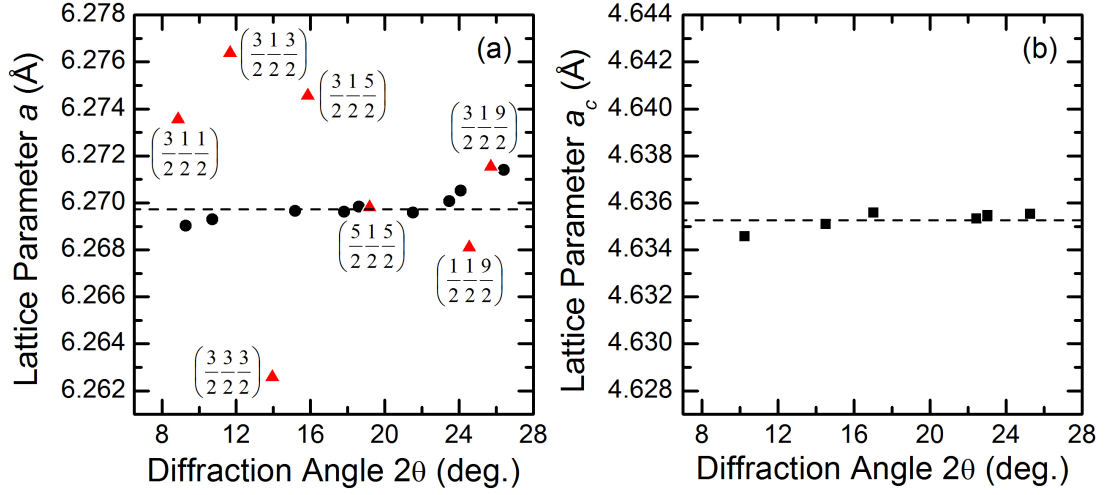 (a)
Lattice Parameter a (Å)
6.278
6.276
6.274
6.272
6.270
6.268
6.266
6.264
6.262
(3/2 1/2 3/2)
(3/2 1/2 5/2)
(3/2 1/2 9/2)
(3/2 1/2 1/2)
(5/2 1/2 5/2)
(1/2 1/2 9/2)
(3/2 3/2 3/2)
8 12 16 20 24 28
Diffraction Angle 2θ (deg.)
(b)
Lattice Parameter a_c (Å)
4.644
4.642
4.640
4.638
4.636
4.634
4.632
4.630
4.628
8 12 16 20 24 28
Diffraction Angle 2θ (deg.)